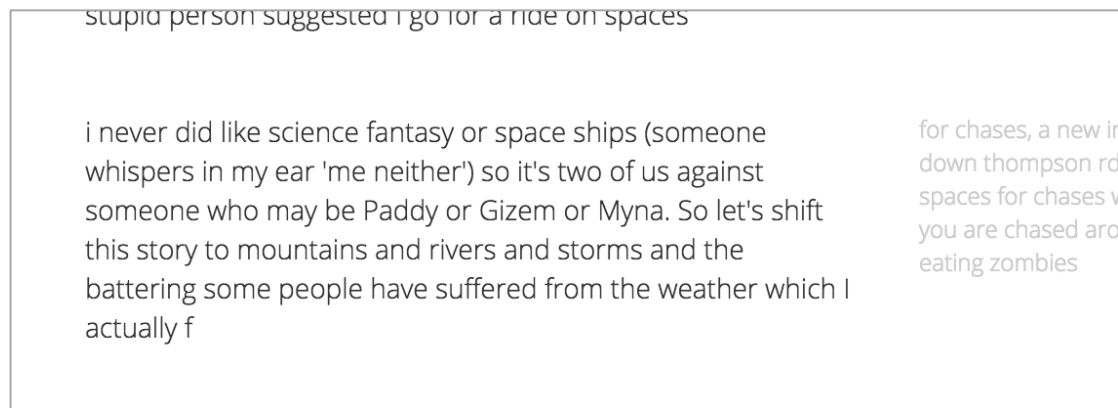 stupid person suggested I go for a ride on spaces
i never did like science fantasy or space ships (someone
whispers in my ear 'me neither') so it's two of us against
someone who may be Paddy or Gizem or Myna. So let's shift
this story to mountains and rivers and storms and the
battering some people have suffered from the weather which I
actually f
for chases, a new
down thompson rd
spaces for chases
you are chased
eating zombies